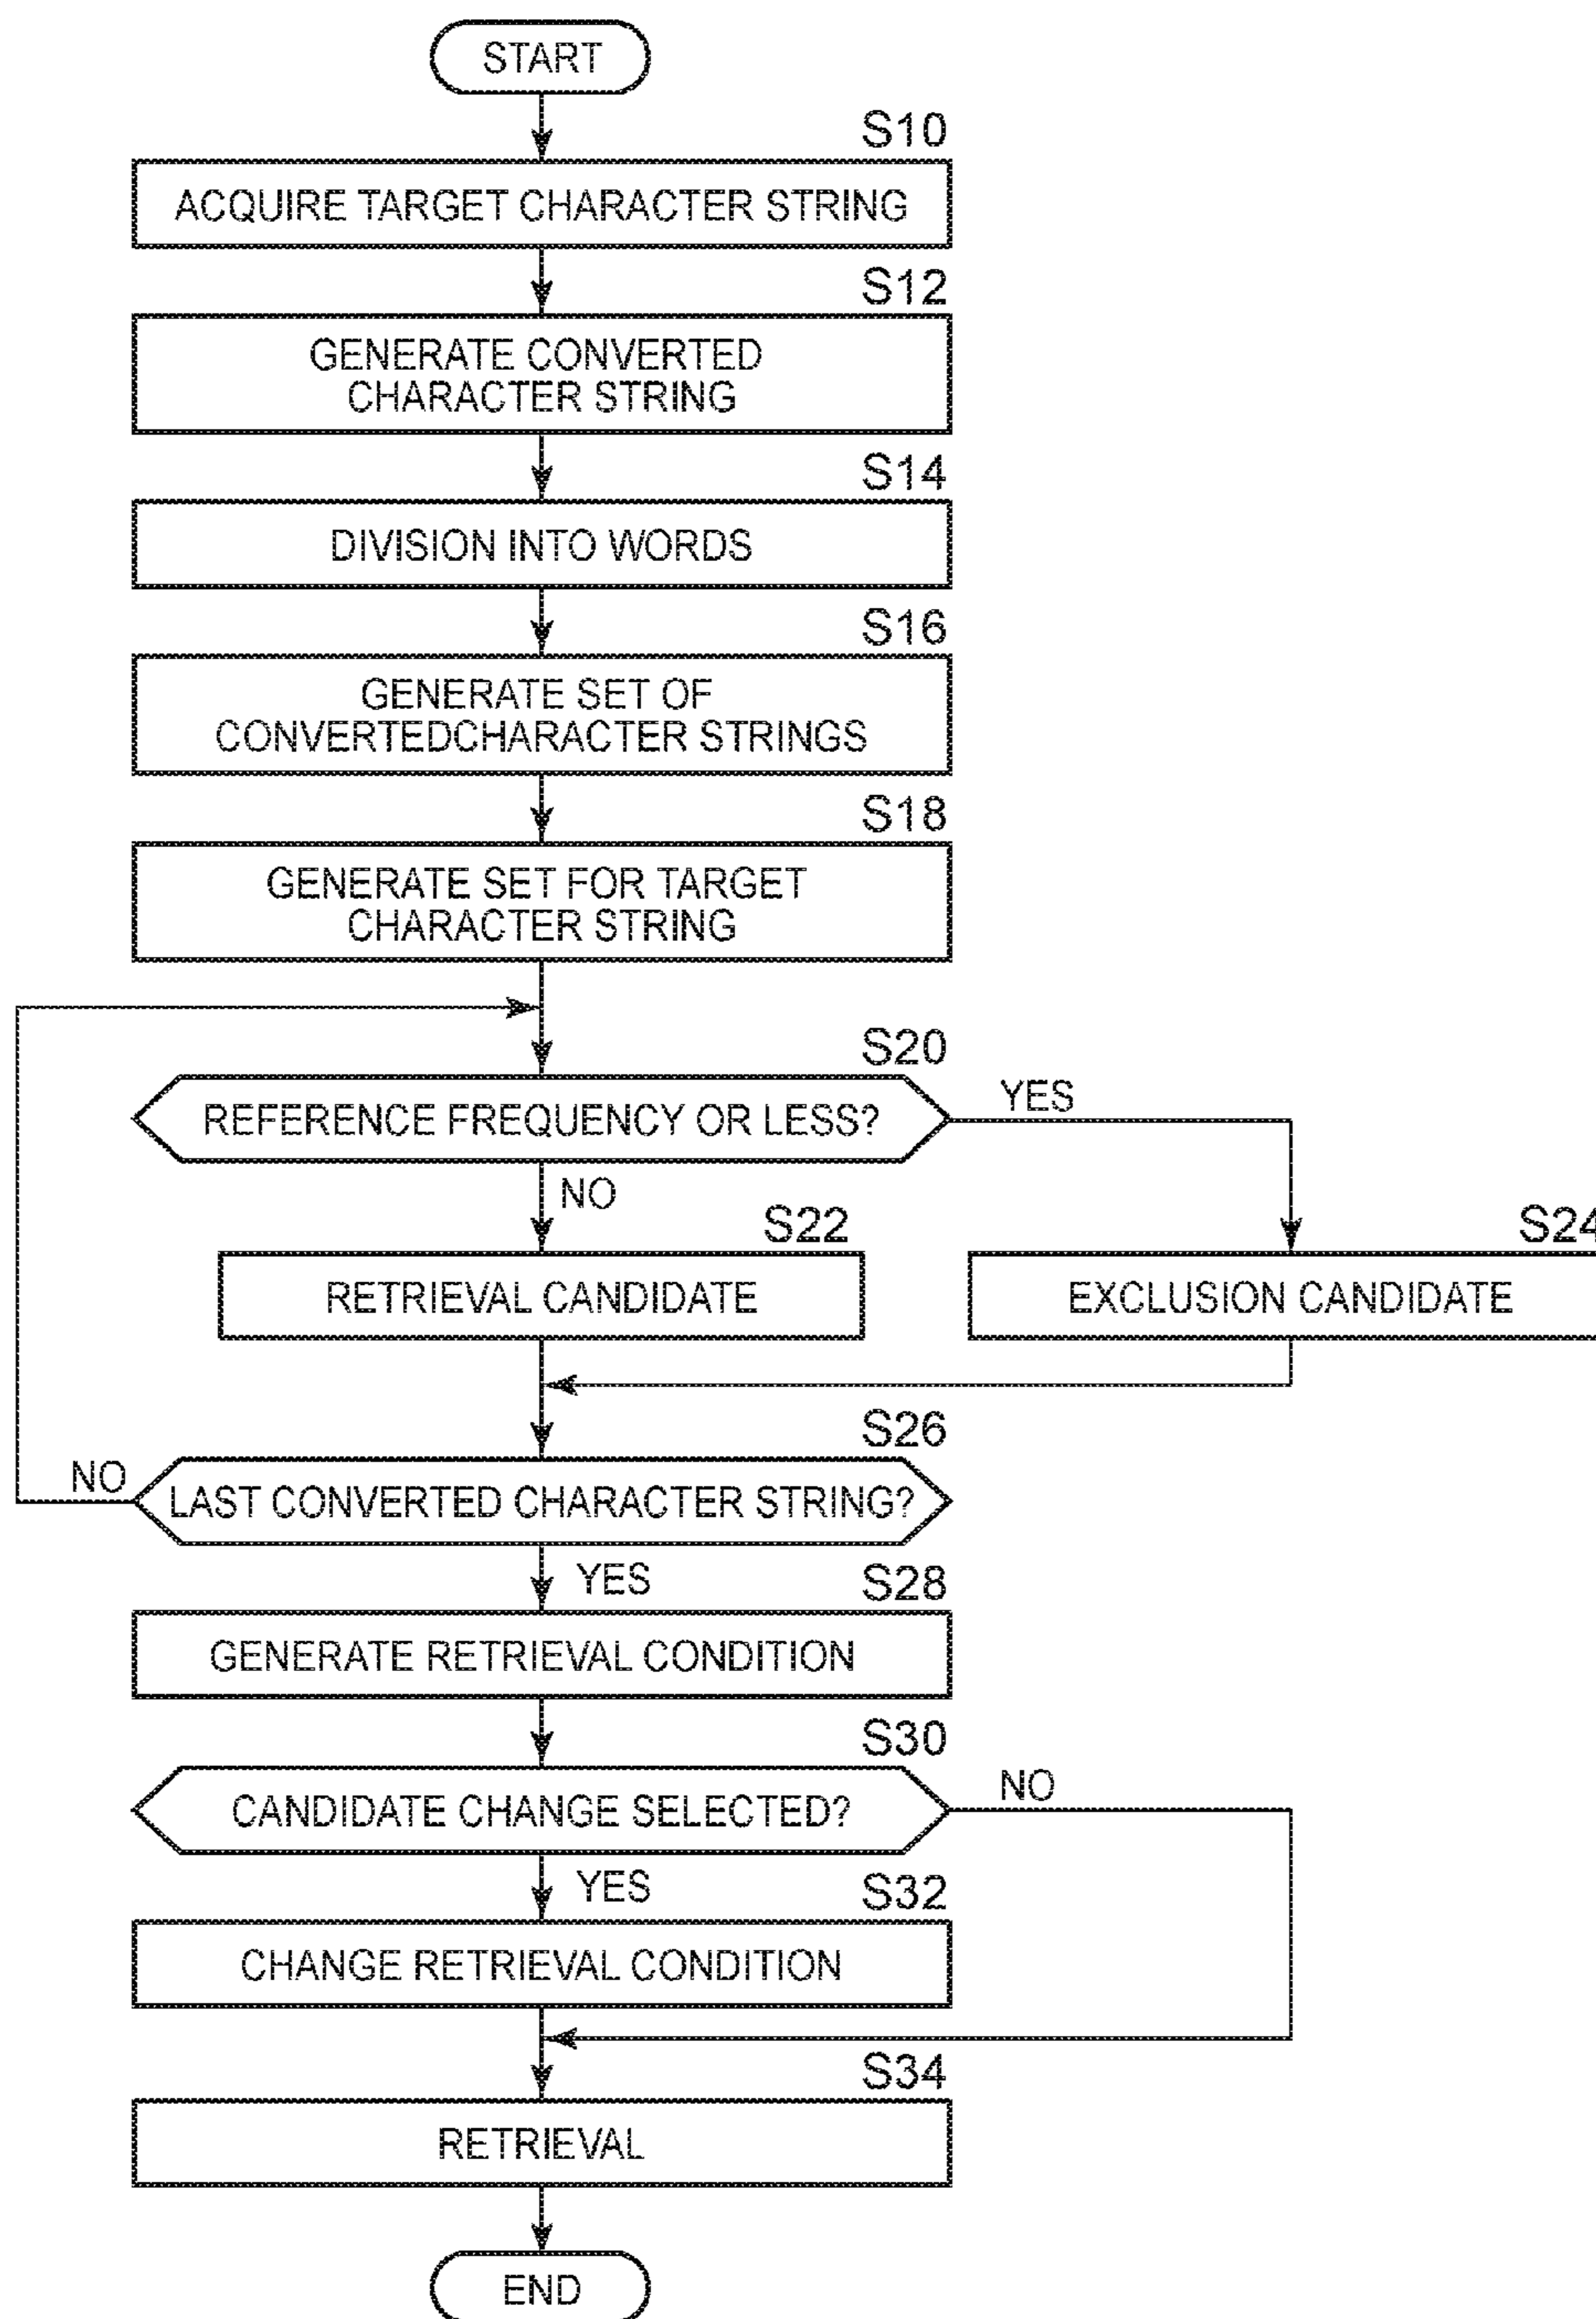 START
S10
ACQUIRE TARGET CHARACTER STRING
S12
GENERATE CONVERTED
CHARACTER STRING
S14
DIVISION INTO WORDS
S16
GENERATE SET OF
CONVERTEDCHARACTER STRINGS
S18
GENERATE SET FOR TARGET
CHARACTER STRING
S20
REFERENCE FREQUENCY OR LESS?
YES
NO
S22
S24
RETRIEVAL CANDIDATE
EXCLUSION CANDIDATE
S26
NO
LAST CONVERTED CHARACTER STRING?
YES
S28
GENERATE RETRIEVAL CONDITION
S30
CANDIDATE CHANGE SELECTED?
NO
YES
S32
CHANGE RETRIEVAL CONDITION
S34
RETRIEVAL
END